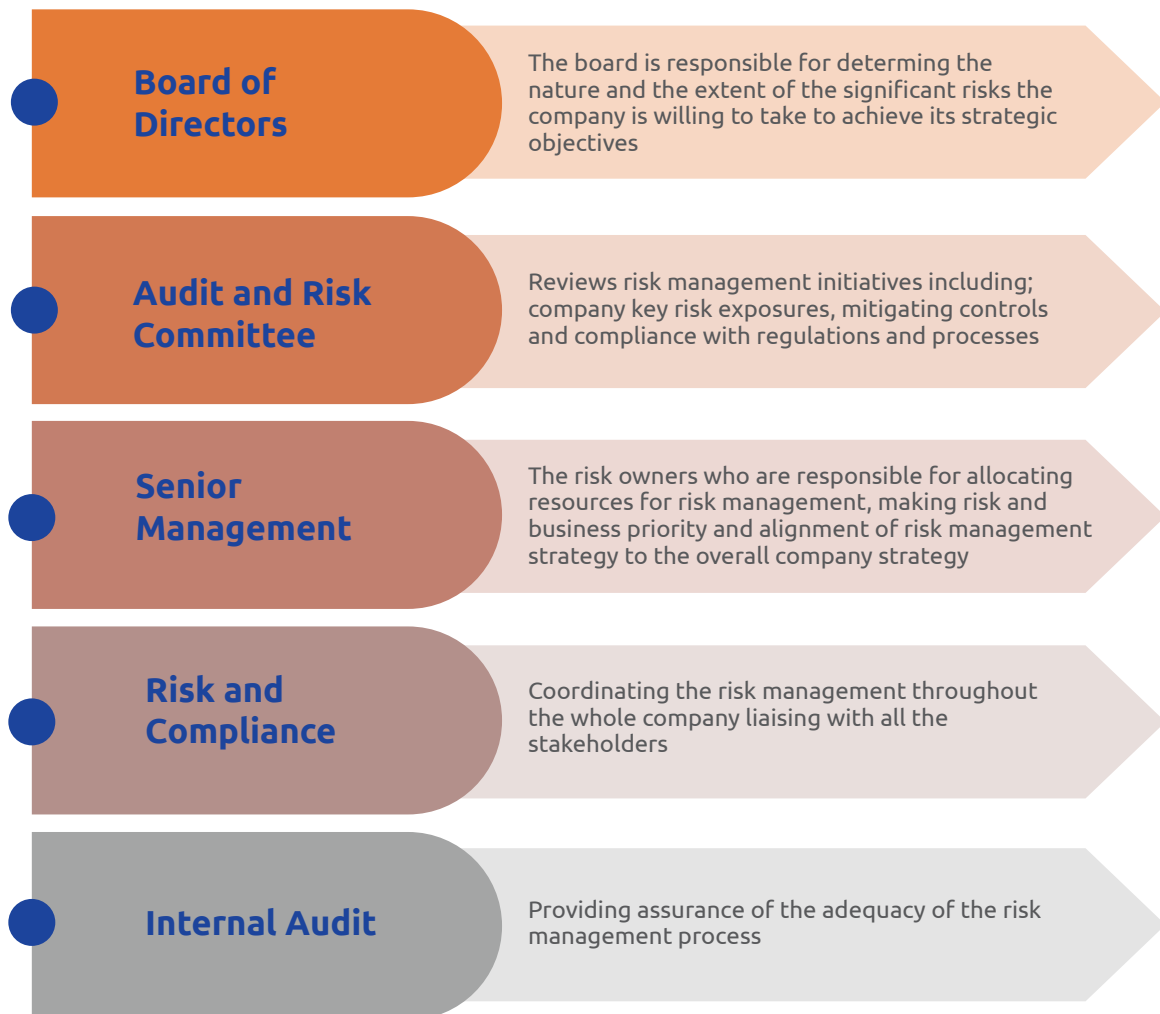 Board of
Directors
The board is responsible for determing the
nature and the extent of the significant risks the
company is willing to take to achieve its strategic
objectives
Audit and Risk
Committee
Reviews risk management initiatives including;
company key risk exposures, mitigating controls
and compliance with regulations and processes
Senior
Management
The risk owners who are responsible for allocating
resources for risk management, making risk and
business priority and alignment of risk management
strategy to the overall company strategy
Risk and
Compliance
Coordinating the risk management throughout
the whole company liaising with all the
stakeholders
Internal Audit
Providing assurance of the adequacy of the risk
management process